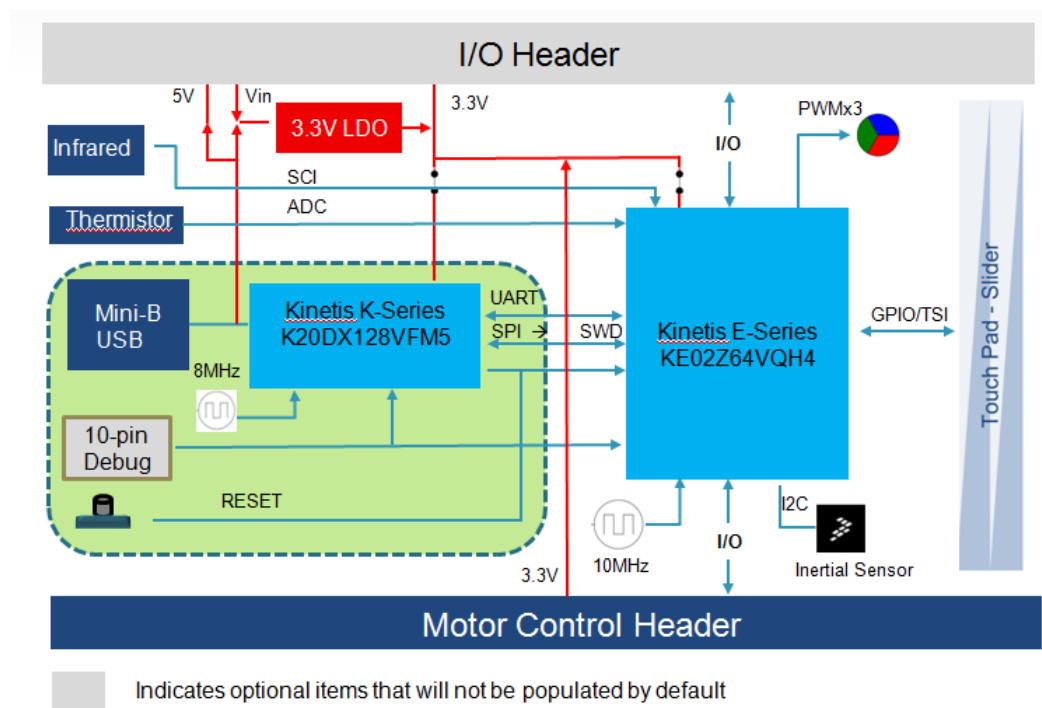 I/O Header
5V
Vin
3.3V
PWMx3
3.3V LDO
I/O
Infrared
SCI
ADC
Thermistor
Mini-B
USB
Kinetis K-Series
K20DX128VFM5
UART
SPI →
SWD
Kinetis E-Series
KE02Z64VQH4
GPIO/TSI
Touch Pad - Slider
8MHz
10-pin
Debug
RESET
I2C
I/O
10MHz
Inertial Sensor
3.3V
Motor Control Header
Indicates optional items that will not be populated by default